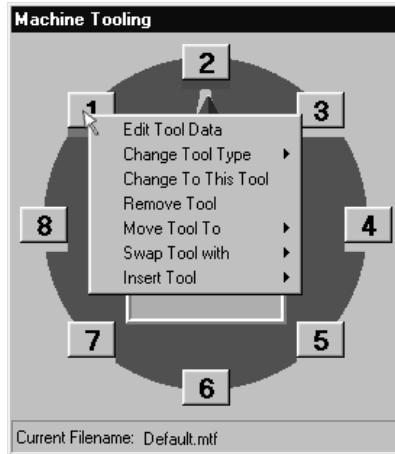 Machine Tooling
2
1
3
Edit Tool Data
Change Tool Type
Change To This Tool
Remove Tool
8
Move Tool To
4
Swap Tool with
Insert Tool
7
5
6
Current Filename: Default.mtf